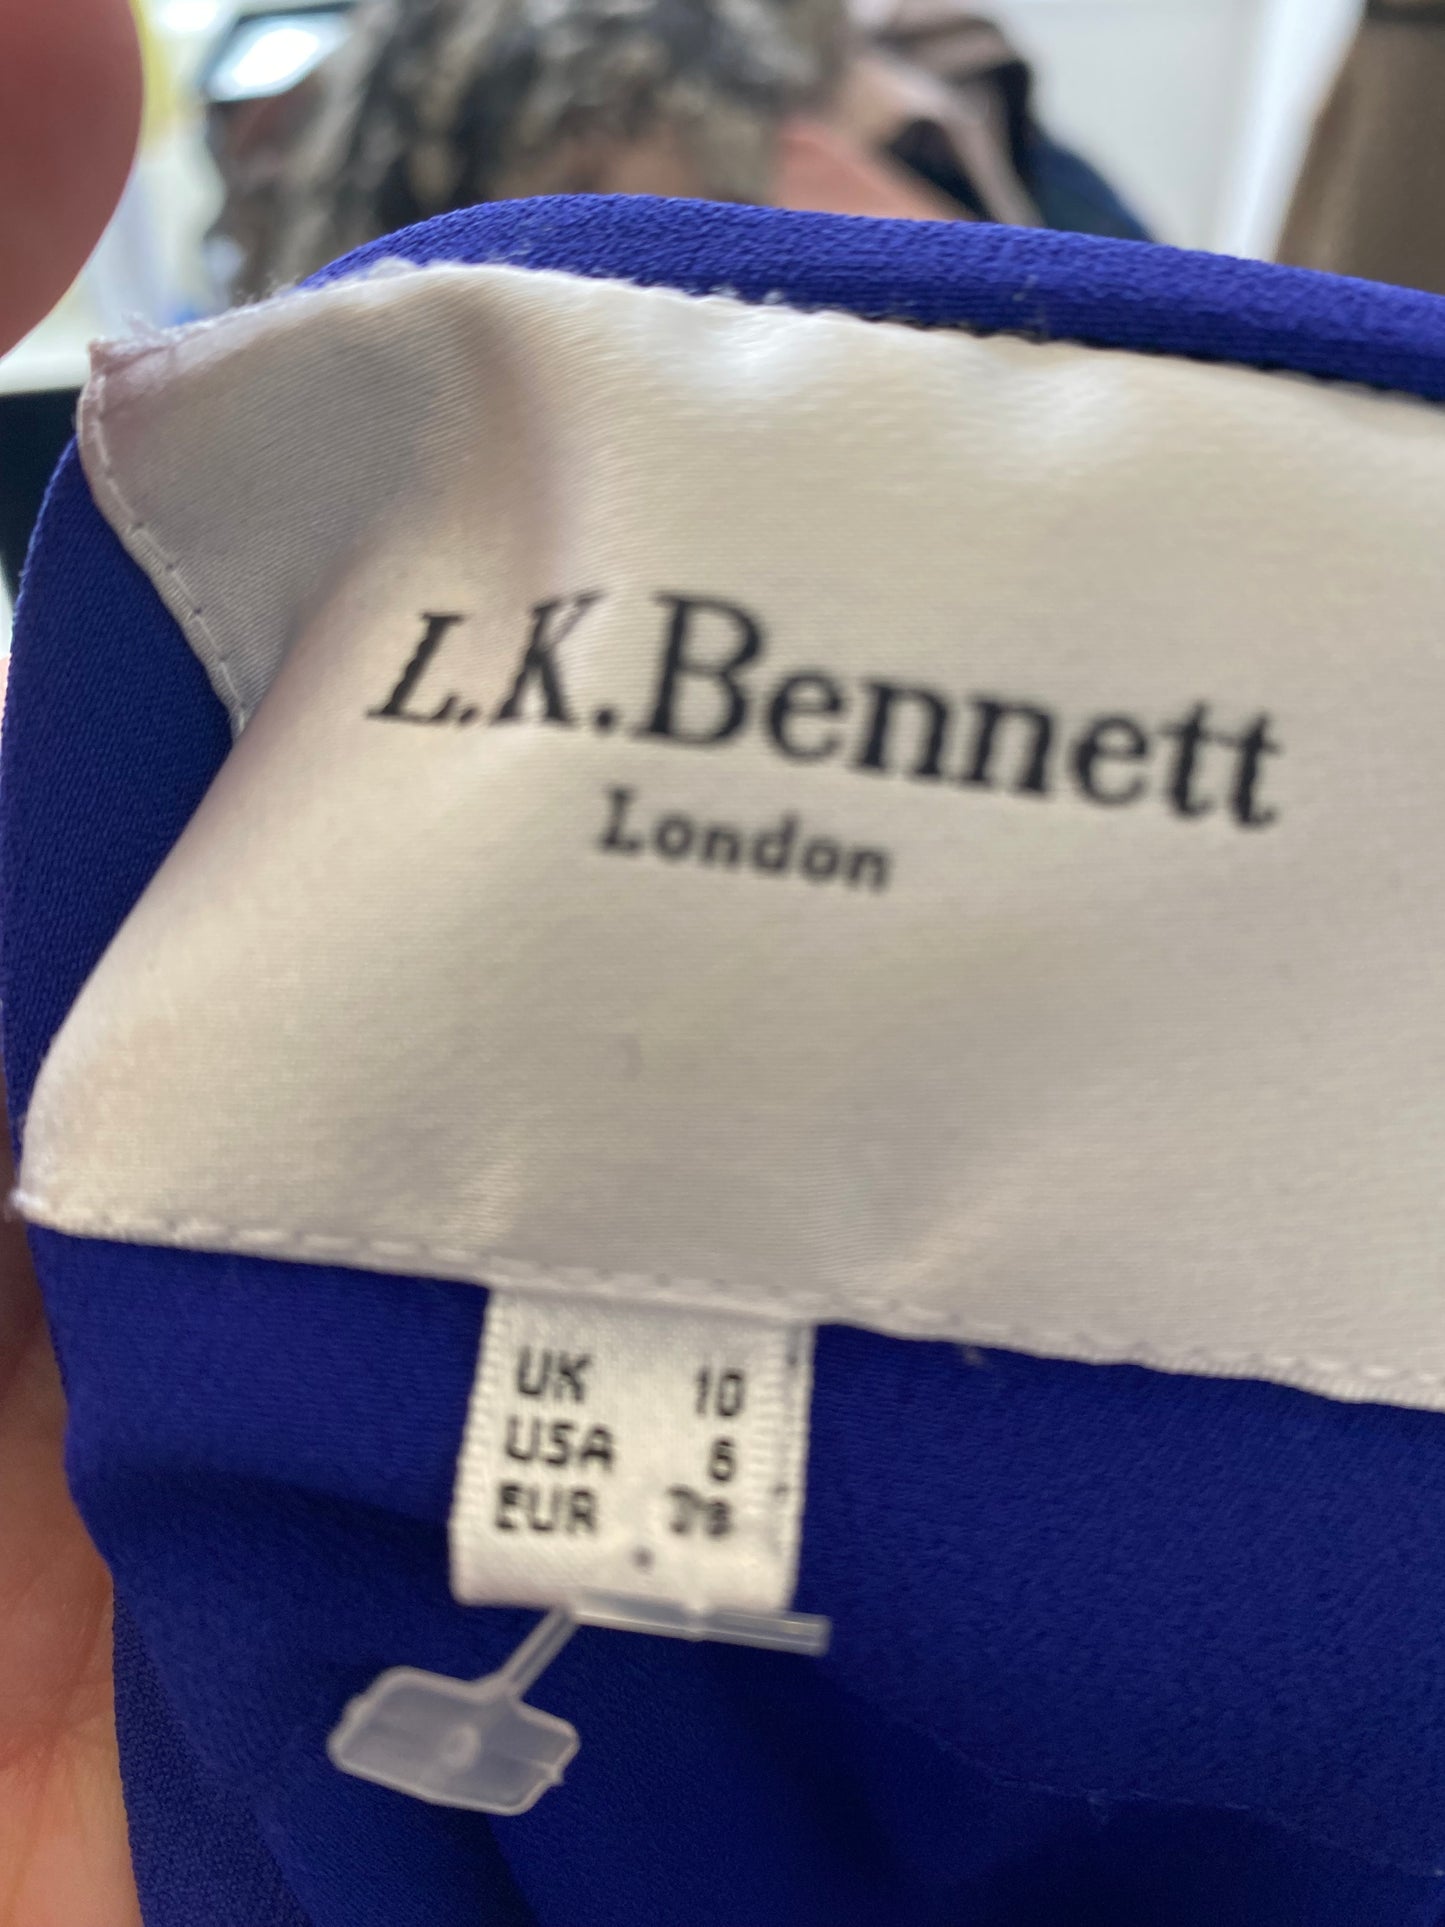 L.K.Bennett
London
UK 10
USA 6
EUR 38